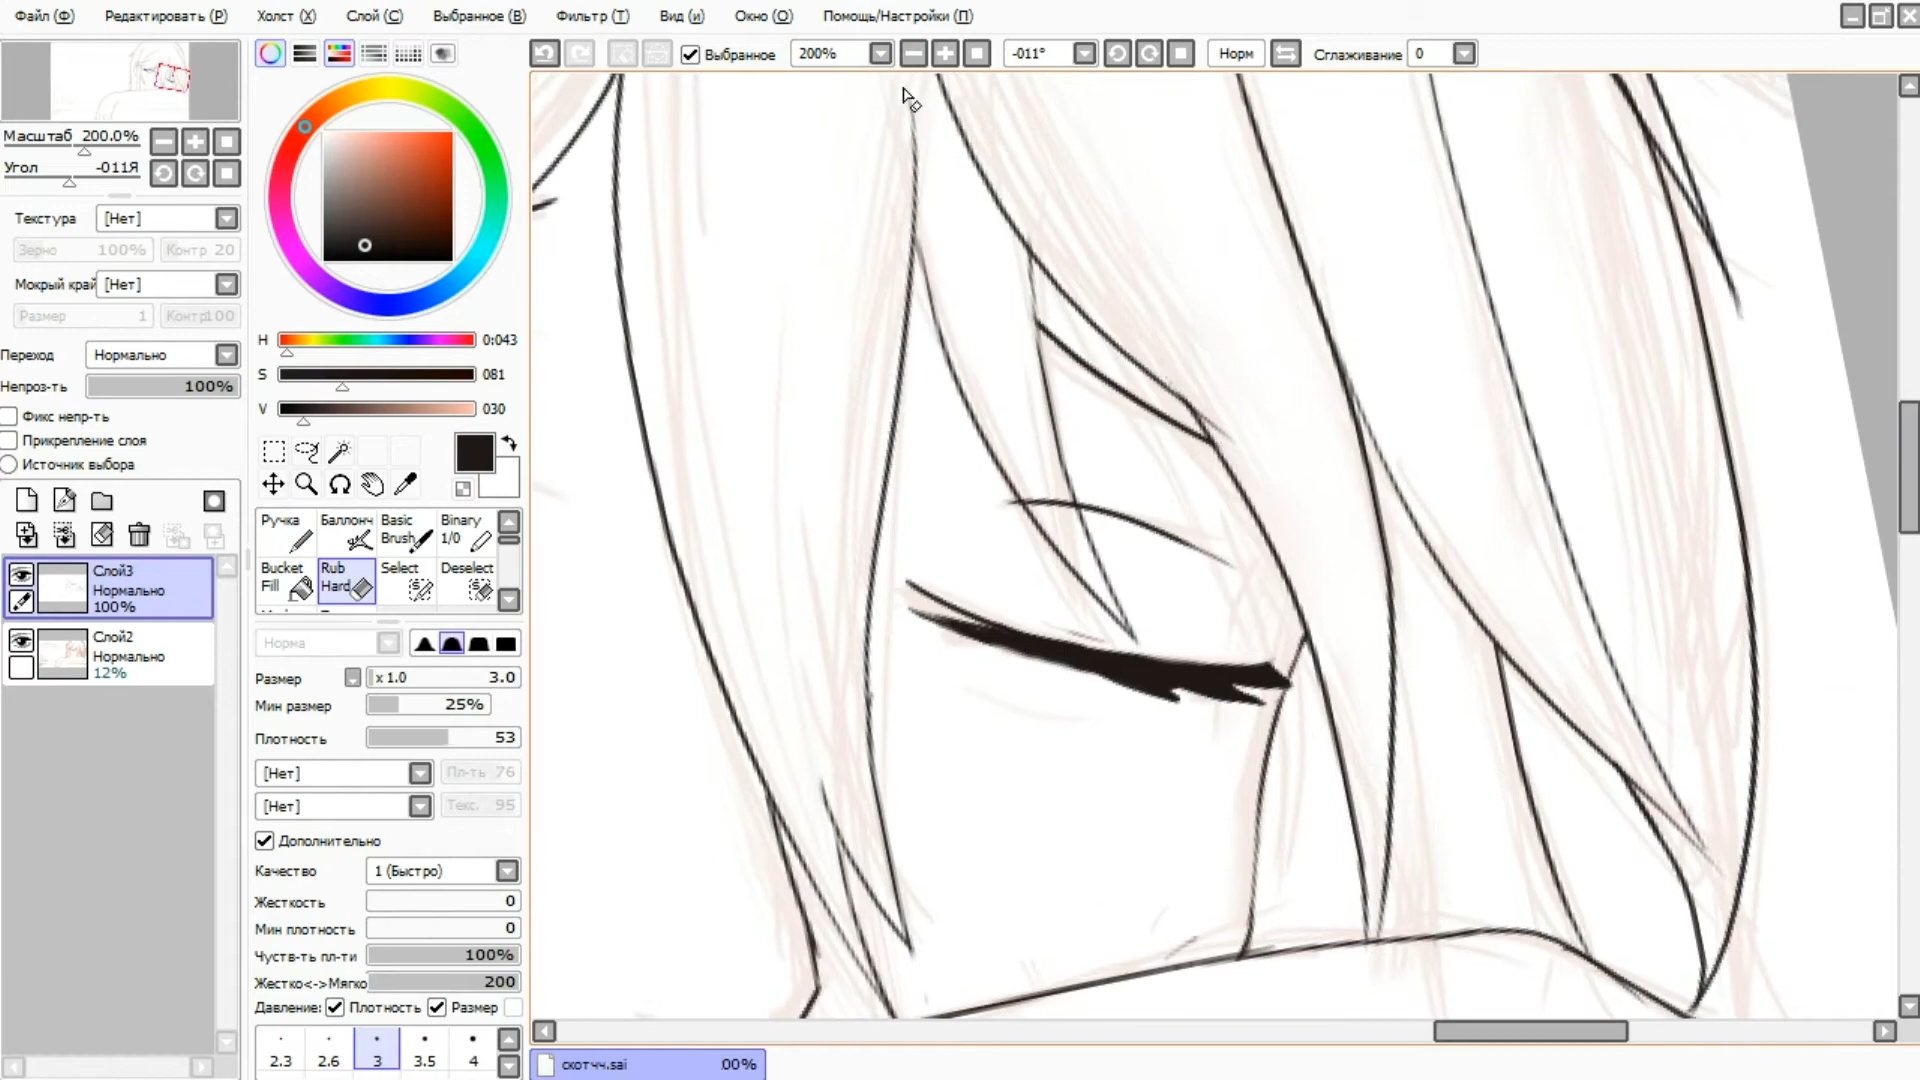 Файл (Ф) Редактировать (Р) Холст (Х) Слой (С) Выбранное (В) Фильтр (Т) Вид (и) Окно (О) Помощь/Настройки (П)
Выбранное 200% -011° Норм Сглаживание 0
Масштаб 200.0%
Угол -011Я
Текстура [Нет]
Зерно 100% Контр 20
Мокрый край [Нет]
Размер 1 Контр100
Переход Нормально
Непроз-ть 100%
Фикс непр-ть
Прикрепление слоя
Источник выбора
Слой3
Нормально
100%
Слой2
Нормально
12%
H 0:043
S 081
V 030
Ручка Баллонч Basic Brush Binary 1/0
Bucket Fill Rub Hard Select Deselect
Норма
Размер x 1.0 3.0
Мин размер 25%
Плотность 53
[Нет] Пл-ть 76
[Нет] Текс. 95
Дополнительно
Качество 1 (Быстро)
Жесткость 0
Мин плотность 0
Чуств-ть пл-ти 100%
Жестко<->Мягко 200
Давление: Плотность Размер
2.3 2.6 3 3.5 4
скотчч.sai 00%